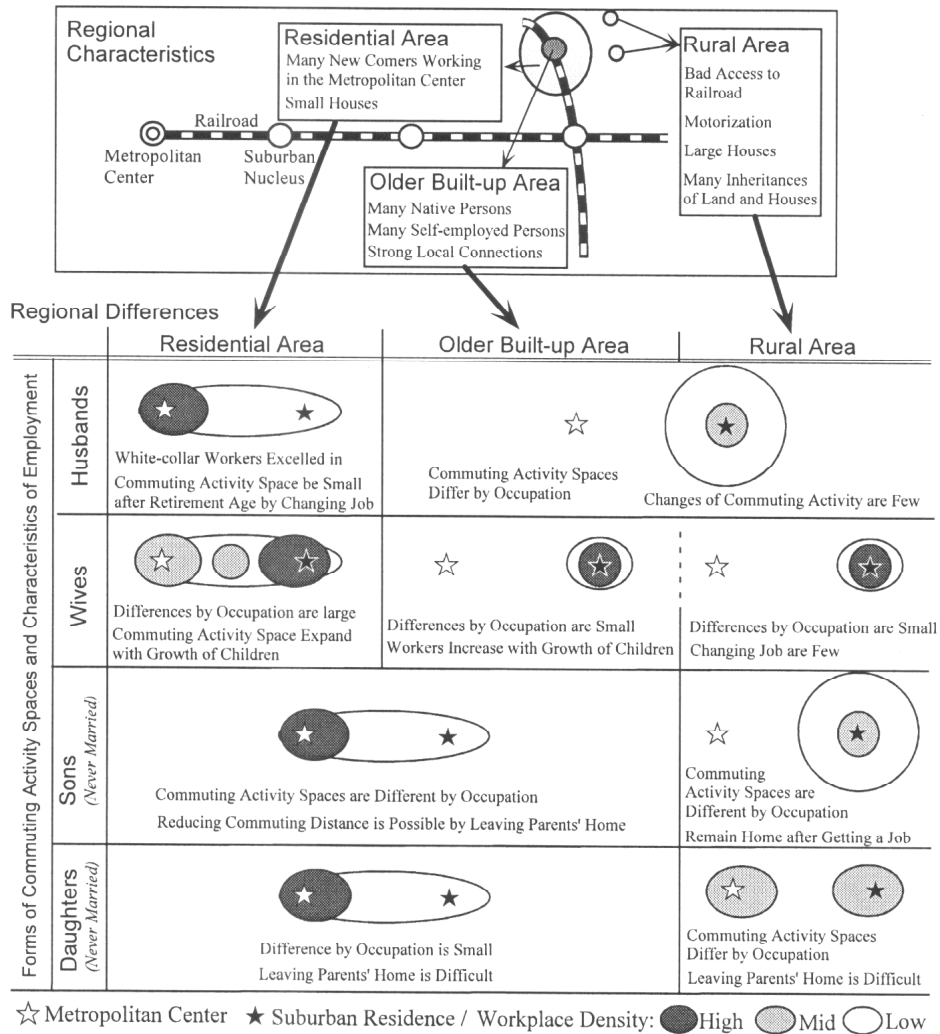 Regional
Characteristics
Residential Area
Many New Comers Working
in the Metropolitan Center
Small Houses
Rural Area
Bad Access to
Railroad
Motorization
Large Houses
Many Inheritances
of Land and Houses
Railroad
Metropolitan
Center
Suburban
Nucleus
Older Built-up Area
Many Native Persons
Many Self-employed Persons
Strong Local Connections
Regional Differences
Residential Area
Older Built-up Area
Rural Area
Forms of Commuting Activity Spaces and Characteristics of Employment
Husbands
White-collar Workers Excelled in
Commuting Activity Space be Small
after Retirement Age by Changing Job
Commuting Activity Spaces
Differ by Occupation
Changes of Commuting Activity are Few
Wives
Differences by Occupation are large
Commuting Activity Space Expand
with Growth of Children
Differences by Occupation are Small
Workers Increase with Growth of Children
Differences by Occupation are Small
Changing Job are Few
Sons
(Never Married)
Commuting Activity Spaces are Different by Occupation
Reducing Commuting Distance is Possible by Leaving Parents' Home
Commuting
Activity Spaces are
Different by Occupation
Remain Home after Getting a Job
Daughters
(Never Married)
Difference by Occupation is Small
Leaving Parents' Home is Difficult
Commuting Activity Spaces
Differ by Occupation
Leaving Parents' Home is Difficult
☆ Metropolitan Center ★ Suburban Residence / Workplace Density: High Mid Low